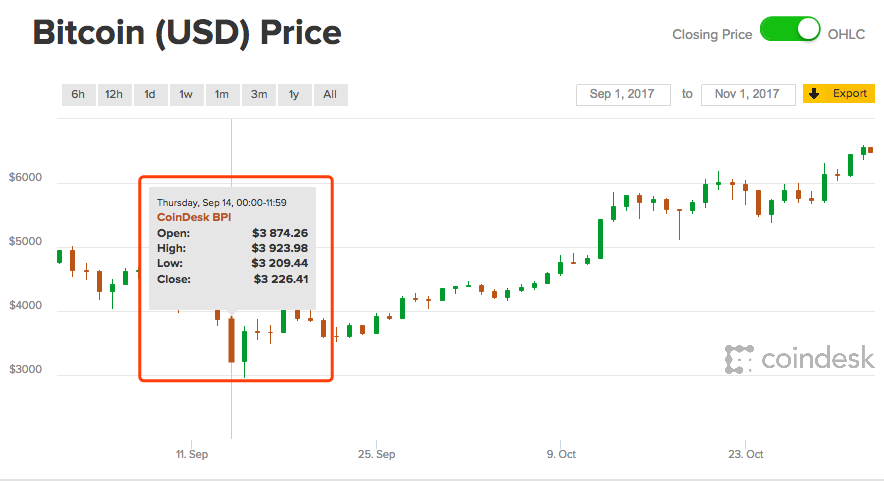 Bitcoin (USD) Price
Closing Price OHLC
6h 12h 1d 1w 1m 3m 1y All
Sep 1, 2017 to Nov 1, 2017 Export
$6000
$5000
$4000
$3000
Thursday, Sep 14, 00:00-11:59
CoinDesk BPI
Open: $3 874.26
High: $3 923.98
Low: $3 209.44
Close: $3 226.41
coindesk
11. Sep 25. Sep 9. Oct 23. Oct